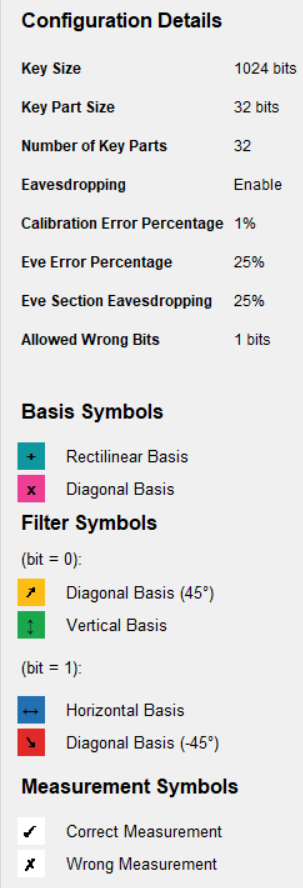 Configuration Details
Key Size 1024 bits
Key Part Size 32 bits
Number of Key Parts 32
Eavesdropping Enable
Calibration Error Percentage 1%
Eve Error Percentage 25%
Eve Section Eavesdropping 25%
Allowed Wrong Bits 1 bits
Basis Symbols
+ Rectilinear Basis
x Diagonal Basis
Filter Symbols
(bit = 0):
↗ Diagonal Basis (45°)
↕ Vertical Basis
(bit = 1):
↔ Horizontal Basis
↘ Diagonal Basis (-45°)
Measurement Symbols
✓ Correct Measurement
✗ Wrong Measurement